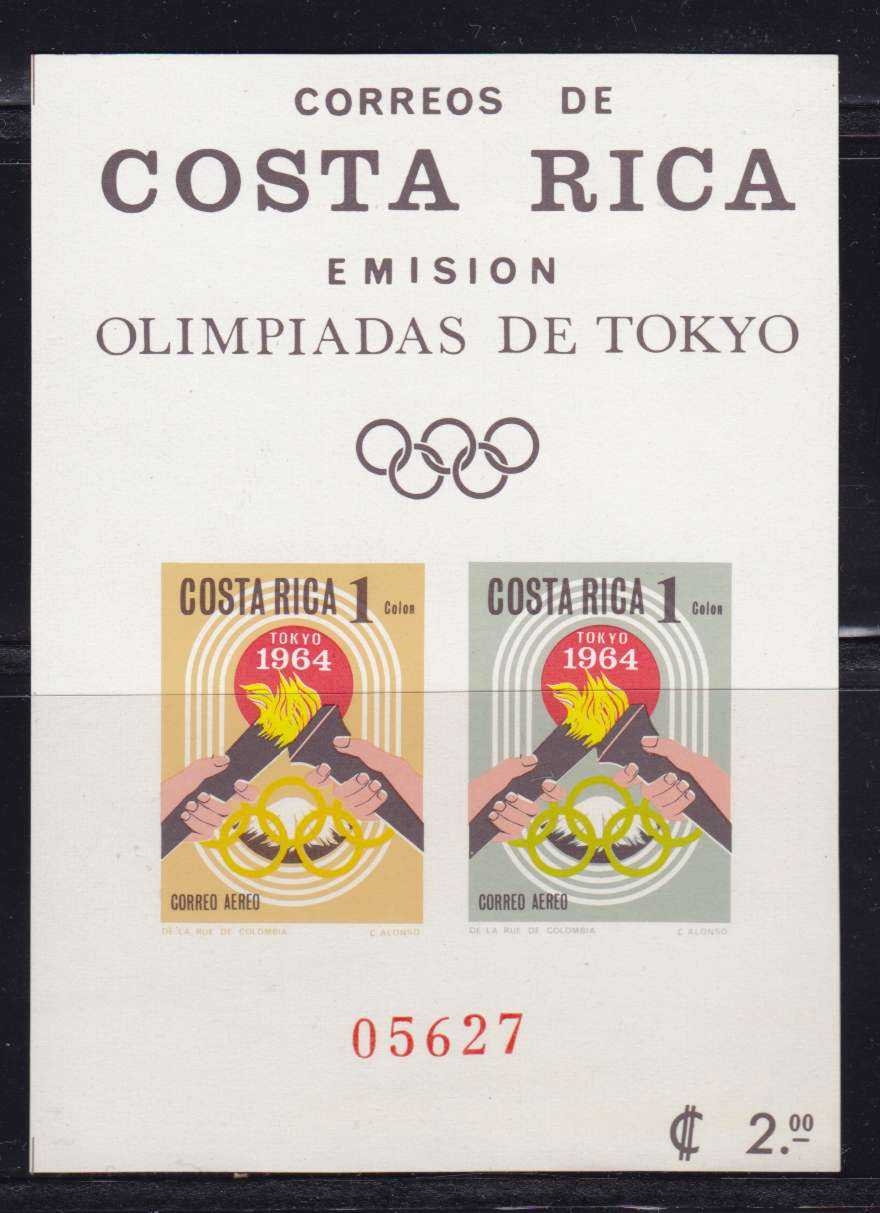 CORREOS DE
COSTA RICA
EMISION
OLIMPIADAS DE TOKYO
COSTA RICA 1 Colon
TOKYO
1964
CORREO AEREO
DE LA RUE DE COLOMBIA C. ALONSO
COSTA RICA 1 Colon
TOKYO
1964
CORREO AEREO
DE LA RUE DE COLOMBIA C. ALONSO
05627
₡ 2.00